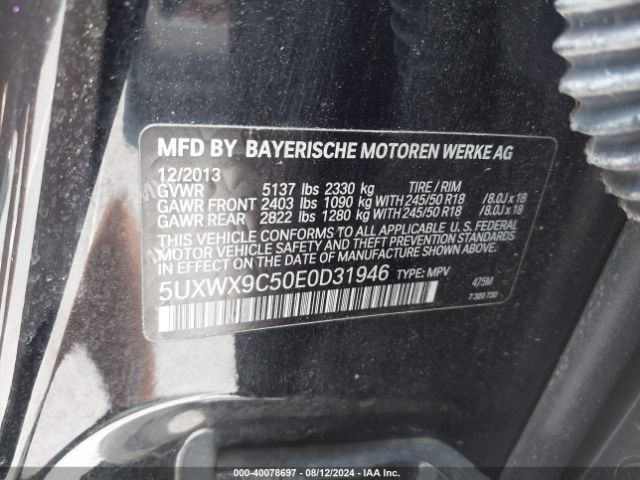 MFD BY BAYERISCHE MOTOREN WERKE AG
12/2013
GVWR 5137 lbs 2330 kg TIRE / RIM
GAWR FRONT 2403 lbs 1090 kg WITH 245/50 R18 /8.0J x 18
GAWR REAR 2822 lbs 1280 kg WITH 245/50 R18 /8.0J x 18
THIS VEHICLE CONFORMS TO ALL APPLICABLE U.S. FEDERAL
MOTOR VEHICLE SAFETY AND THEFT PREVENTION STANDARDS
IN EFFECT ON THE DATE OF MANUFACTURE SHOWN ABOVE.
5UXWX9C50E0D31946 TYPE: MPV 475M
7 320 730
000-40078697 - 08/12/2024 - IAA Inc.